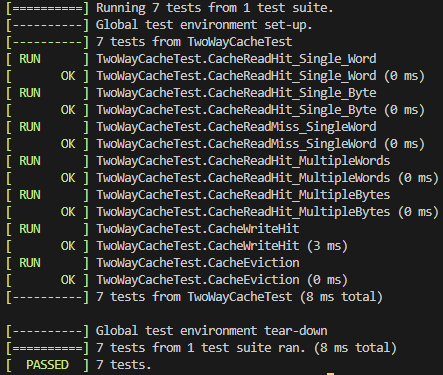 [==========] Running 7 tests from 1 test suite.
[----------] Global test environment set-up.
[----------] 7 tests from TwoWayCacheTest
[ RUN      ] TwoWayCacheTest.CacheReadHit_Single_Word
[       OK ] TwoWayCacheTest.CacheReadHit_Single_Word (0 ms)
[ RUN      ] TwoWayCacheTest.CacheReadHit_Single_Byte
[       OK ] TwoWayCacheTest.CacheReadHit_Single_Byte (0 ms)
[ RUN      ] TwoWayCacheTest.CacheReadMiss_SingleWord
[       OK ] TwoWayCacheTest.CacheReadMiss_SingleWord (0 ms)
[ RUN      ] TwoWayCacheTest.CacheReadHit_MultipleWords
[       OK ] TwoWayCacheTest.CacheReadHit_MultipleWords (0 ms)
[ RUN      ] TwoWayCacheTest.CacheReadHit_MultipleBytes
[       OK ] TwoWayCacheTest.CacheReadHit_MultipleBytes (0 ms)
[ RUN      ] TwoWayCacheTest.CacheWriteHit
[       OK ] TwoWayCacheTest.CacheWriteHit (3 ms)
[ RUN      ] TwoWayCacheTest.CacheEviction
[       OK ] TwoWayCacheTest.CacheEviction (0 ms)
[----------] 7 tests from TwoWayCacheTest (8 ms total)
[----------] Global test environment tear-down
[==========] 7 tests from 1 test suite ran. (8 ms total)
[  PASSED  ] 7 tests.